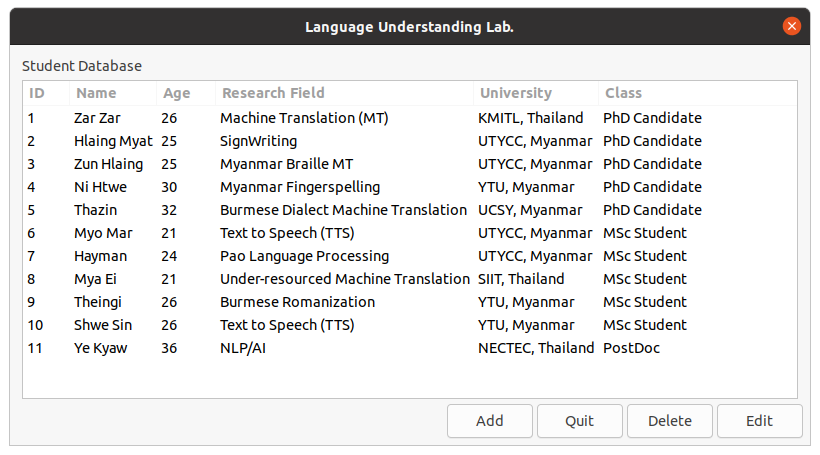 Language Understanding Lab.
Student Database
ID Name Age Research Field University Class
1 Zar Zar 26 Machine Translation (MT) KMITL, Thailand PhD Candidate
2 Hlaing Myat 25 SignWriting UTYCC, Myanmar PhD Candidate
3 Zun Hlaing 25 Myanmar Braille MT UTYCC, Myanmar PhD Candidate
4 Ni Htwe 30 Myanmar Fingerspelling YTU, Myanmar PhD Candidate
5 Thazin 32 Burmese Dialect Machine Translation UCSY, Myanmar PhD Candidate
6 Myo Mar 21 Text to Speech (TTS) UTYCC, Myanmar MSc Student
7 Hayman 24 Pao Language Processing UTYCC, Myanmar MSc Student
8 Mya Ei 21 Under-resourced Machine Translation SIIT, Thailand MSc Student
9 Theingi 26 Burmese Romanization YTU, Myanmar MSc Student
10 Shwe Sin 26 Text to Speech (TTS) YTU, Myanmar MSc Student
11 Ye Kyaw 36 NLP/AI NECTEC, Thailand PostDoc
Add Quit Delete Edit